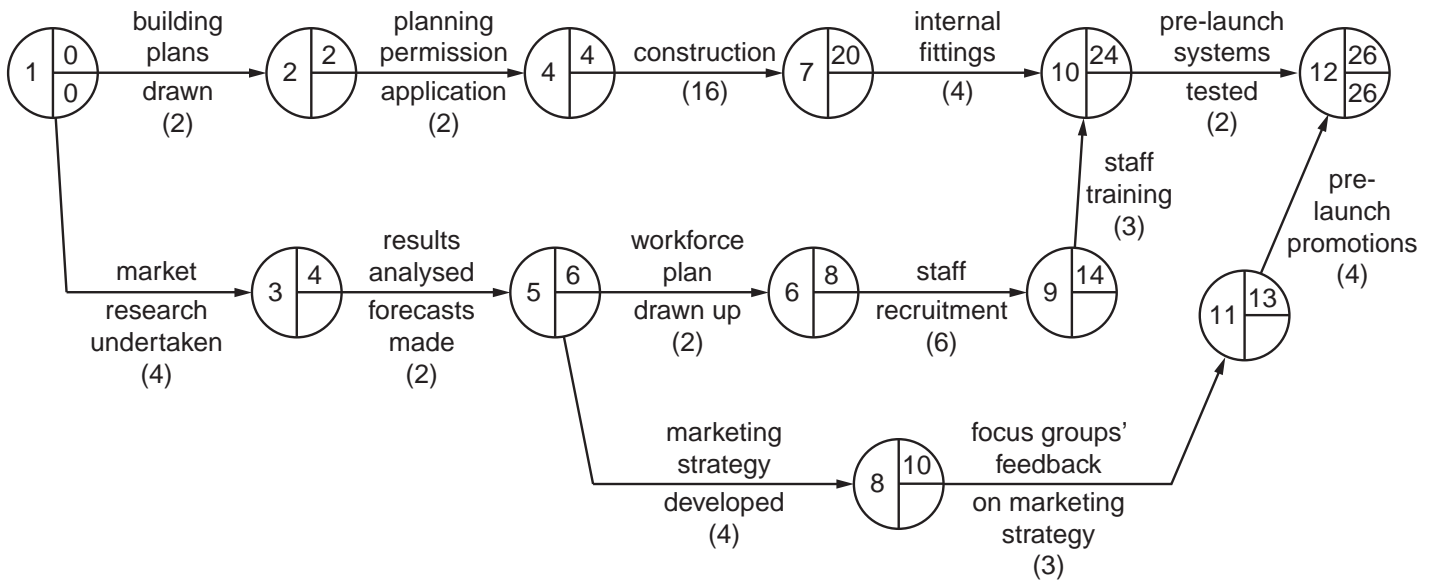 building
plans
drawn
(2)
planning
permission
application
(2)
construction
(16)
internal
fittings
(4)
pre-launch
systems
tested
(2)
1
0
0
2
2
4
4
7
20
10
24
12
26
26
staff
training
(3)
pre-
launch
promotions
(4)
market
research
undertaken
(4)
3
4
results
analysed
forecasts
made
(2)
5
6
workforce
plan
drawn up
(2)
6
8
staff
recruitment
(6)
9
14
11
13
marketing
strategy
developed
(4)
8
10
focus groups’
feedback
on marketing
strategy
(3)